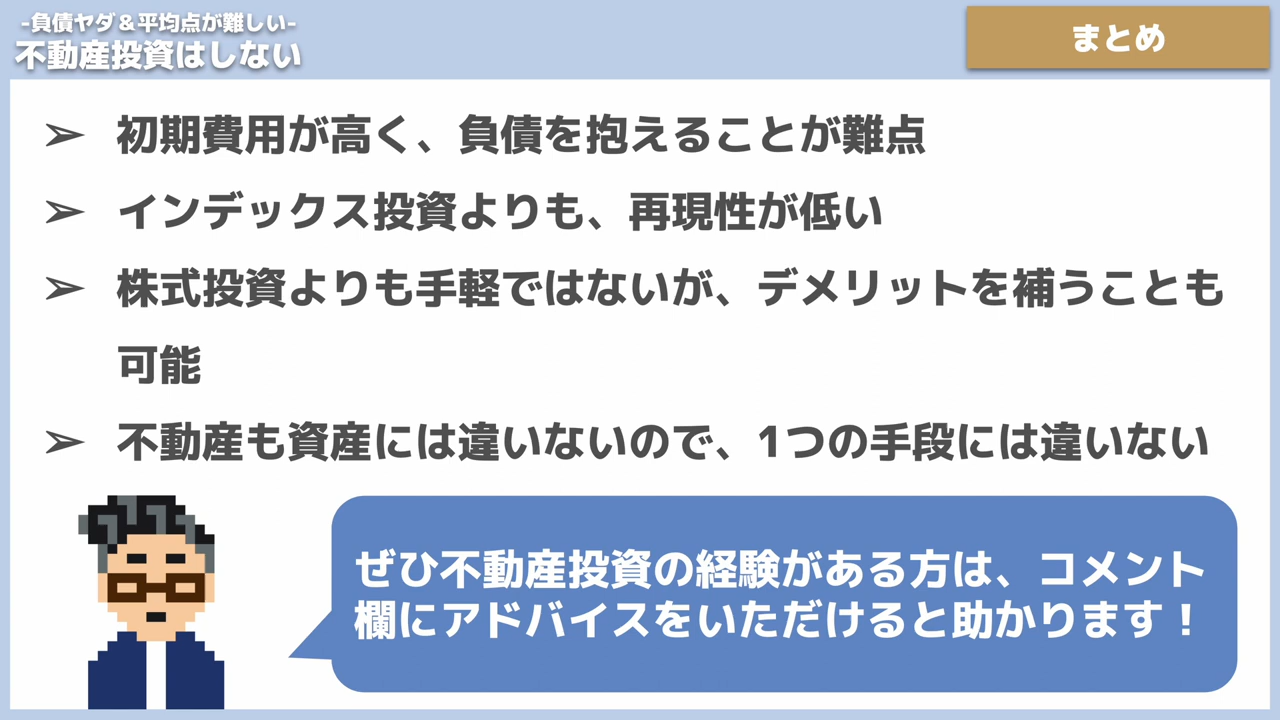 -負債ヤダ＆平均点が難しい-
不動産投資はしない
まとめ
➢ 初期費用が高く、負債を抱えることが難点
➢ インデックス投資よりも、再現性が低い
➢ 株式投資よりも手軽ではないが、デメリットを補うことも
可能
➢ 不動産も資産には違いないので、1つの手段には違いない
ぜひ不動産投資の経験がある方は、コメント
欄にアドバイスをいただけると助かります！